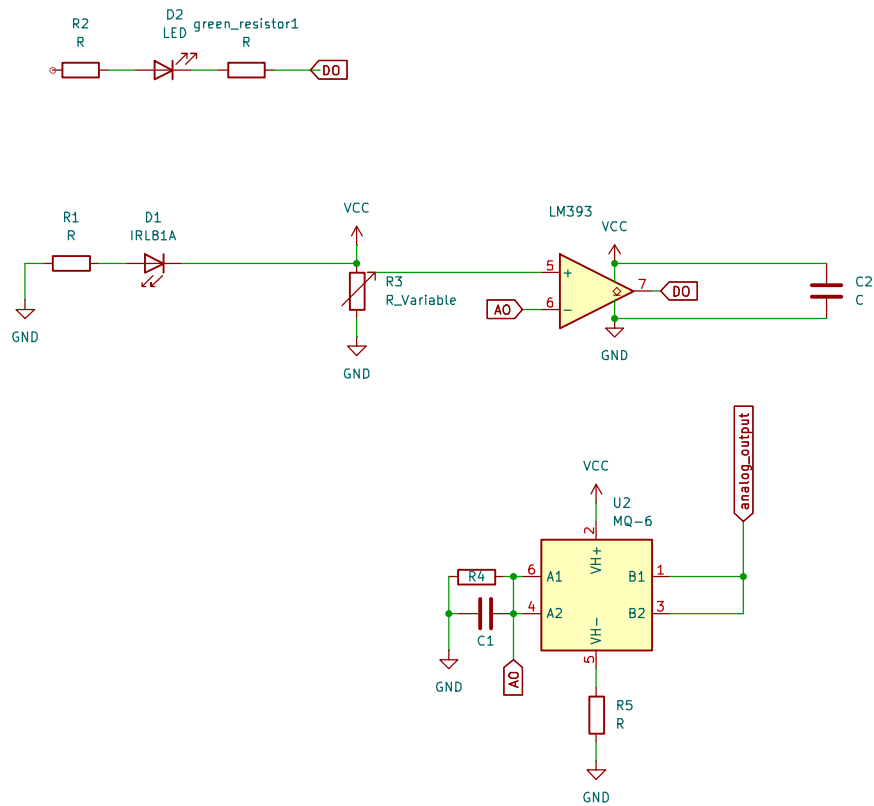 R2
R
D2
LED
green_resistor1
R
DO
R1
R
D1
IRL81A
GND
VCC
R3
R_Variable
GND
LM393
VCC
5
+
6
-
7
AO
DO
GND
C2
C
analog_output
VCC
U2
MQ-6
2
VH+
R4
6
A1
B1
1
4
A2
B2
3
C1
VH-
5
GND
AO
R5
R
GND